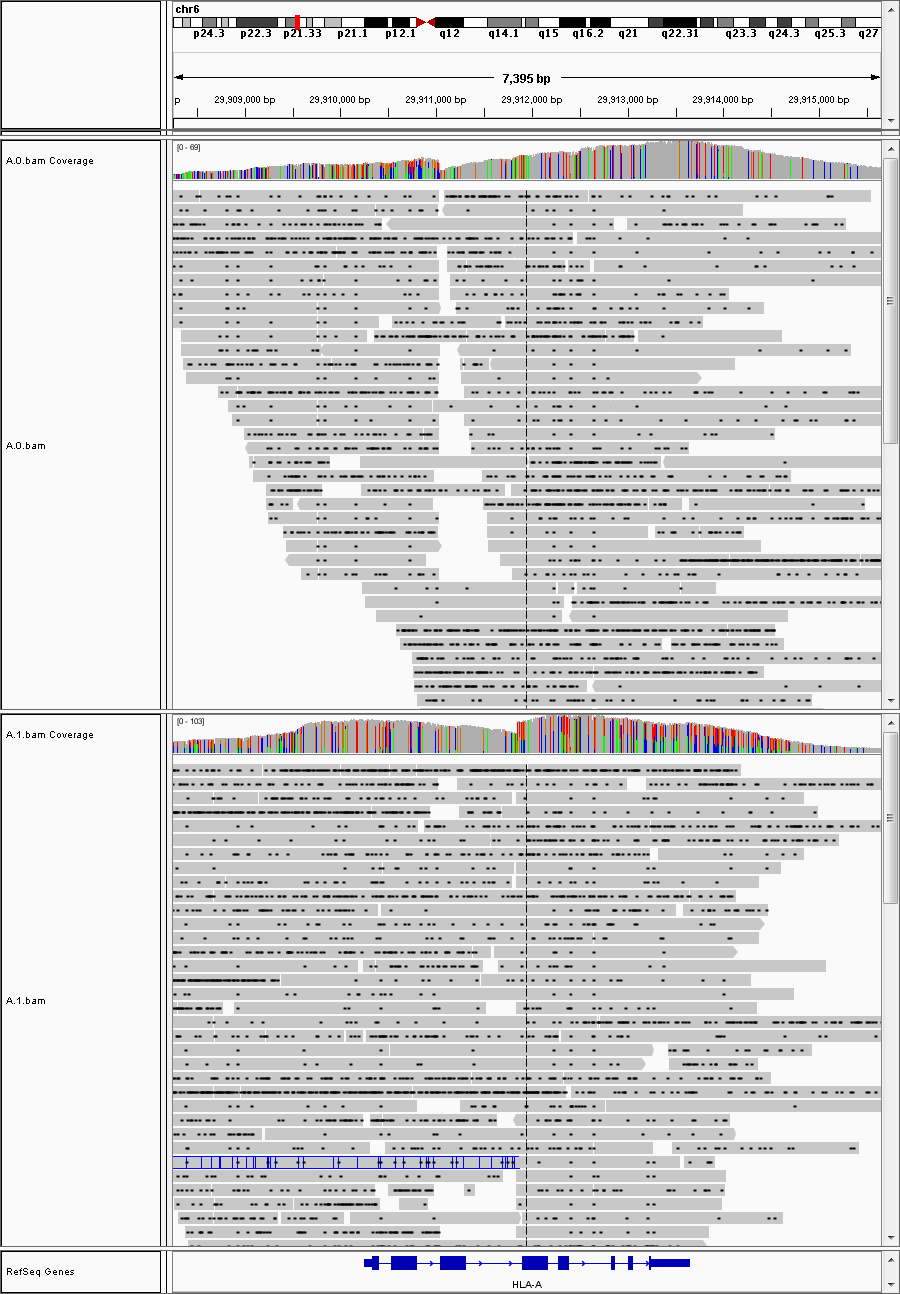 chr6
p24.3 p22.3 p21.33 p21.1 p12.1 q12 q14.1 q15 q16.2 q21 q22.31 q23.3 q24.3 q25.3 q27
7,395 bp
p 29,909,000 bp 29,910,000 bp 29,911,000 bp 29,912,000 bp 29,913,000 bp 29,914,000 bp 29,915,000 bp
[0 - 69]
A.0.bam Coverage
A.0.bam
[0 - 103]
A.1.bam Coverage
A.1.bam
RefSeq Genes
HLA-A